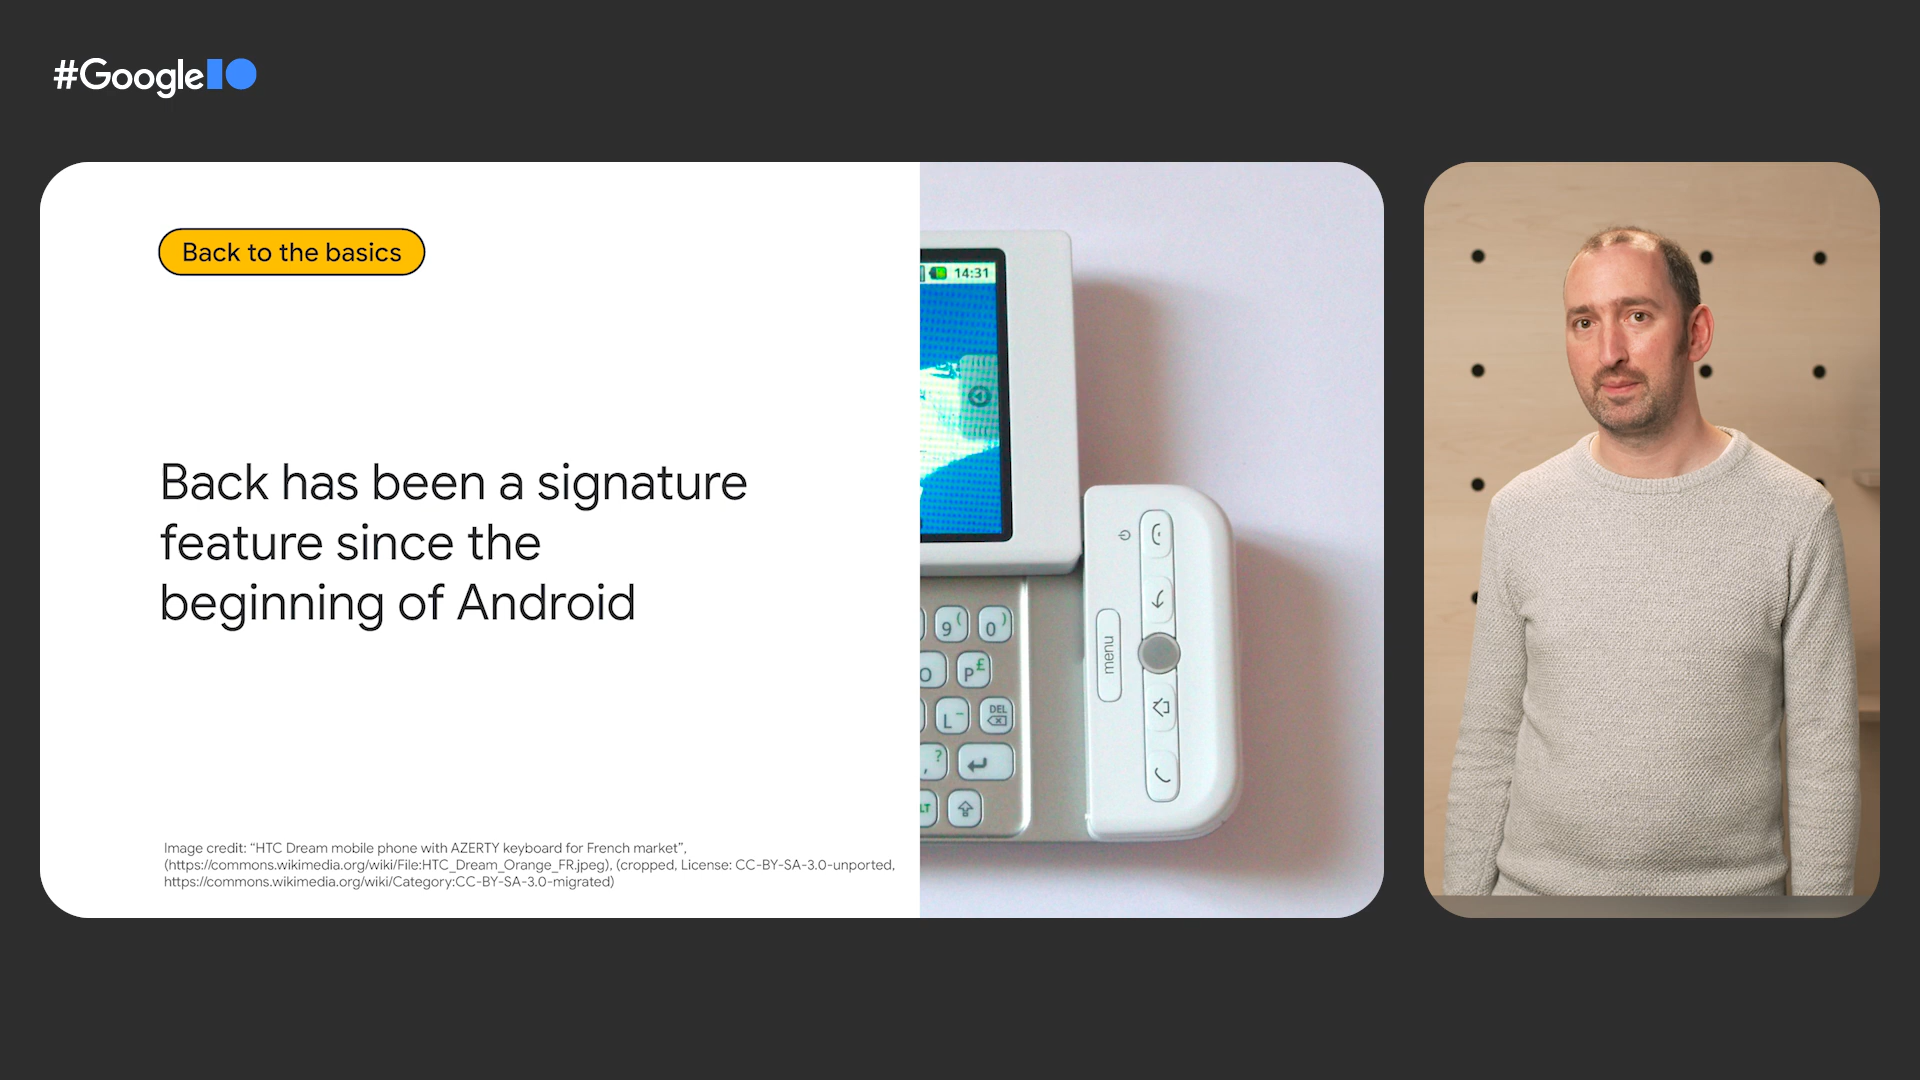 #GoogleIO
Back to the basics
Back has been a signature
feature since the
beginning of Android
Image credit: “HTC Dream mobile phone with AZERTY keyboard for French market”,
(https://commons.wikimedia.org/wiki/File:HTC_Dream_Orange_FR.jpeg), (cropped, License: CC-BY-SA-3.0-unported,
https://commons.wikimedia.org/wiki/Category:CC-BY-SA-3.0-migrated)
14:31
menu
9 ( 0 )
O P £
L - DEL
, ?
LT